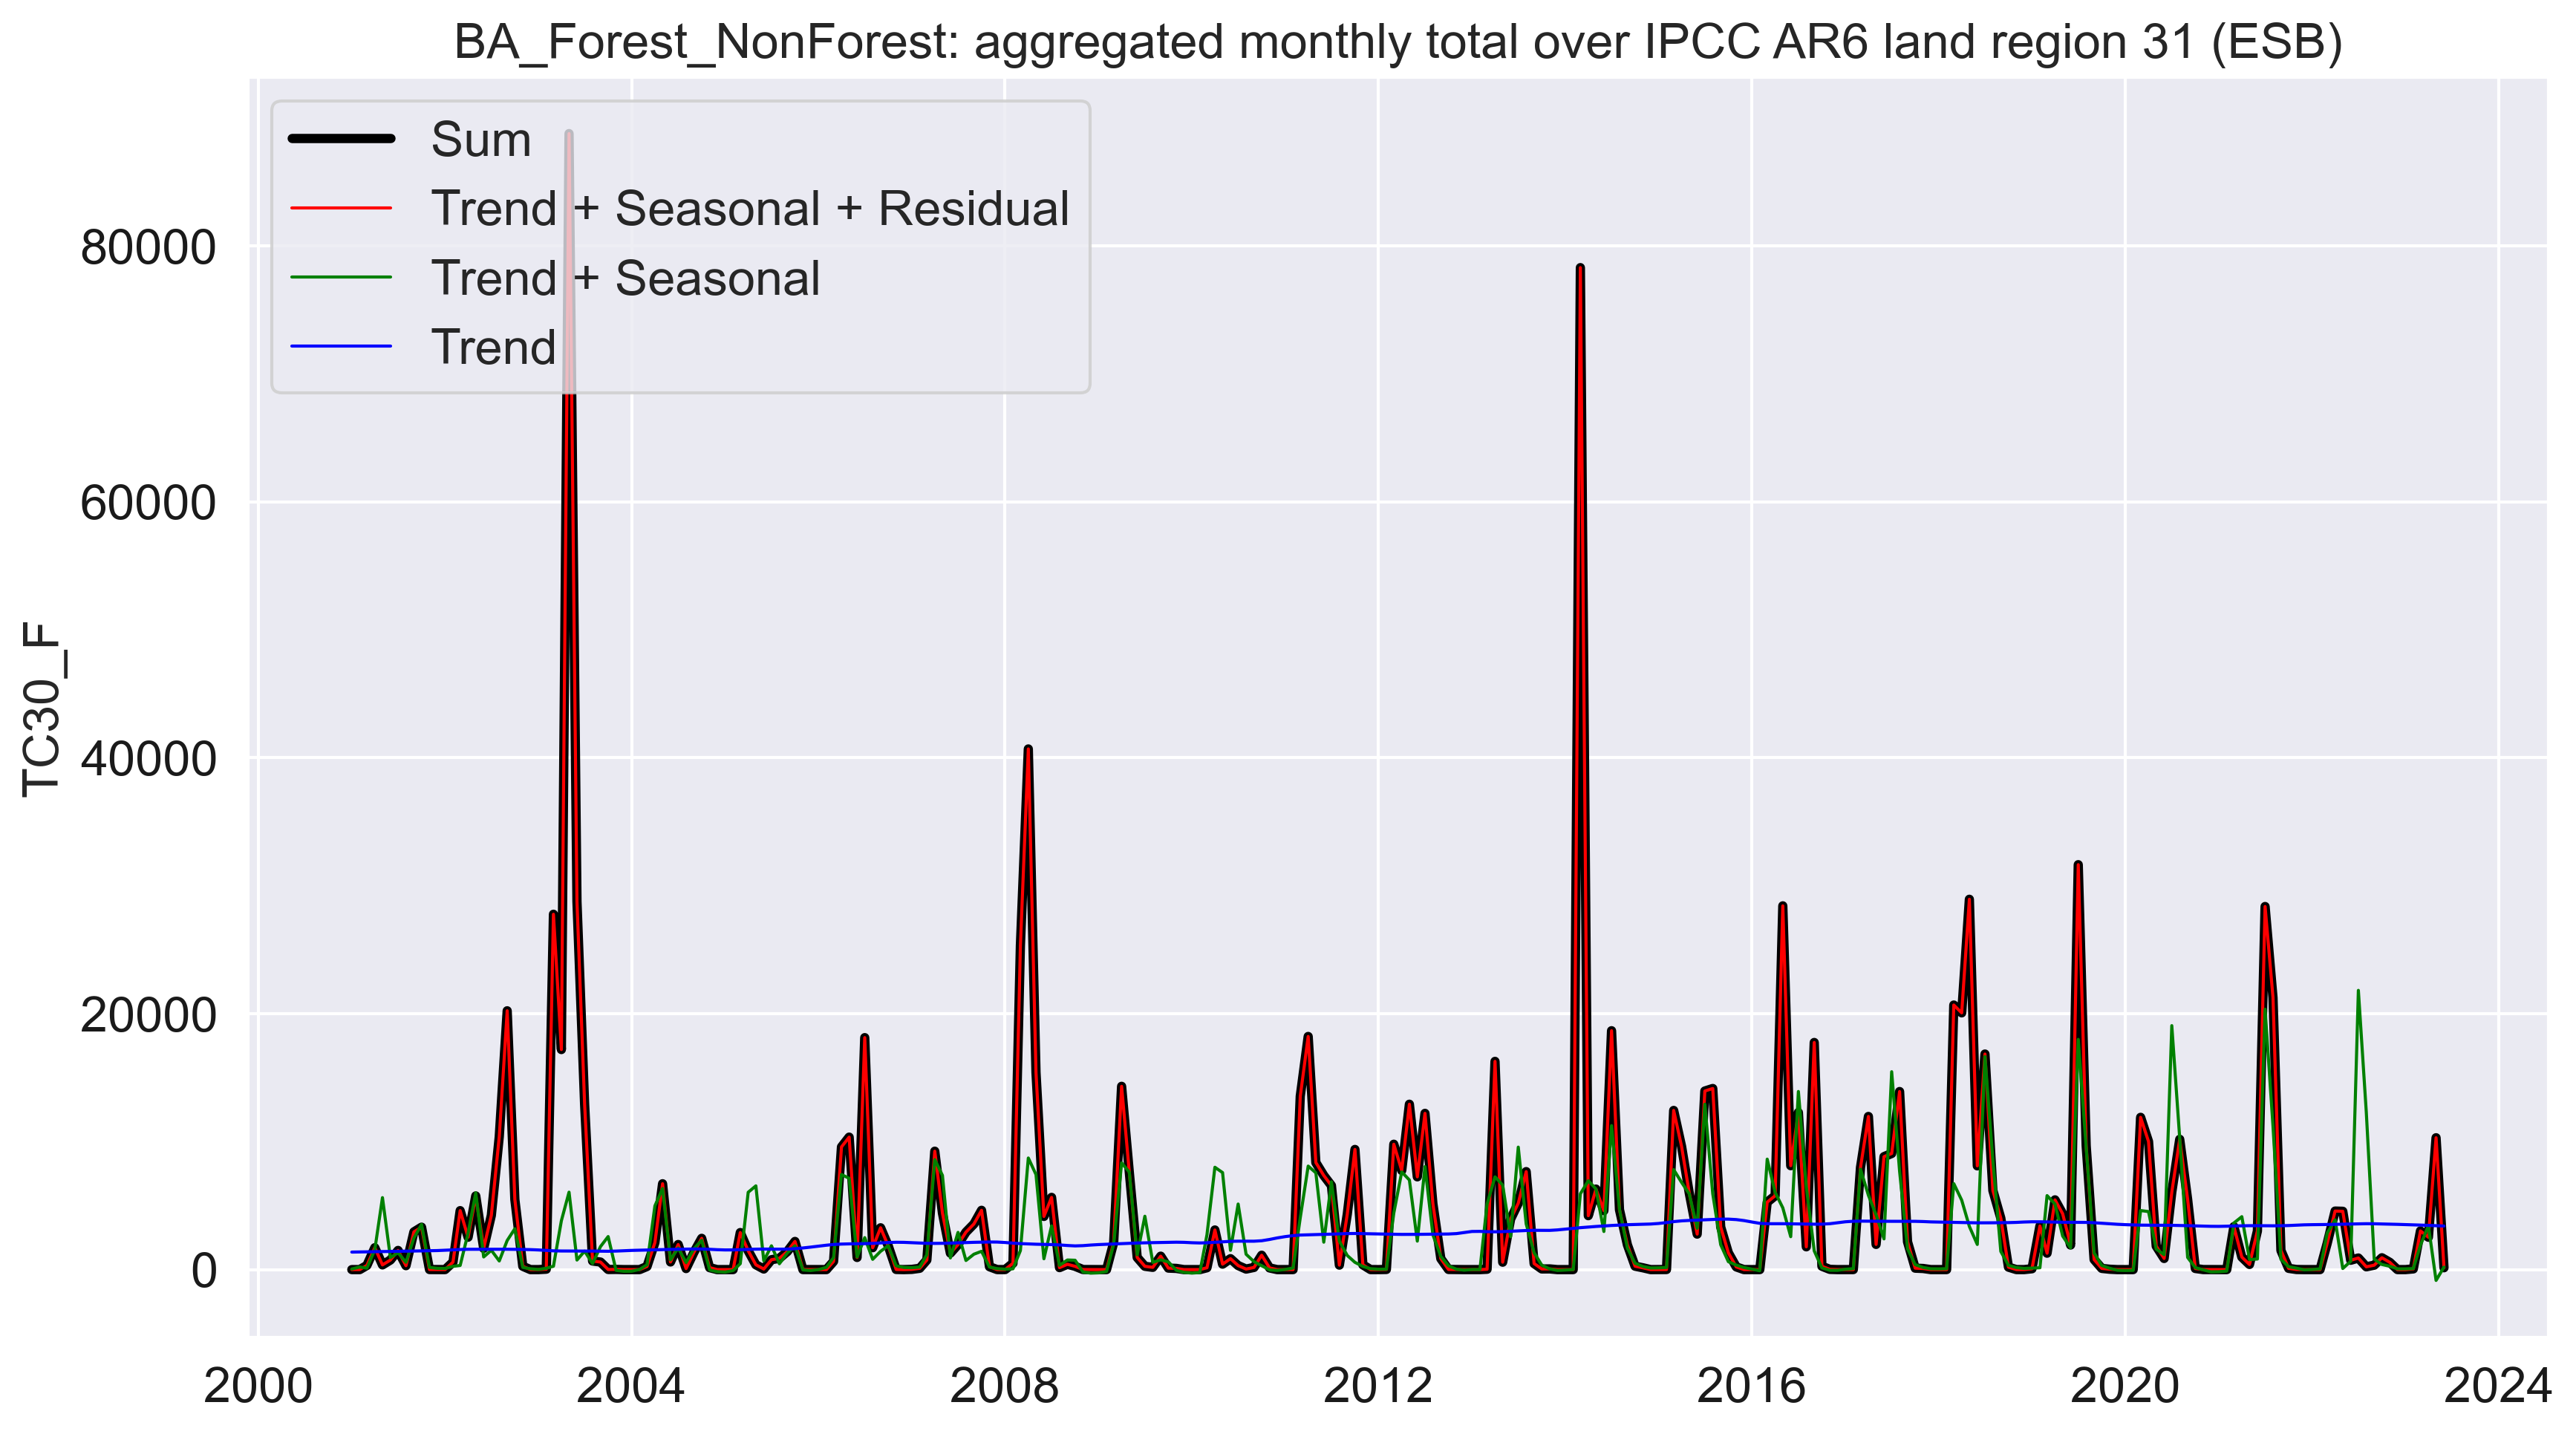 BA_Forest_NonForest: aggregated monthly total over IPCC AR6 land region 31 (ESB)
Sum
Trend + Seasonal + Residual
Trend + Seasonal
Trend
TC30_F
80000
60000
40000
20000
0
2000 2004 2008 2012 2016 2020 2024